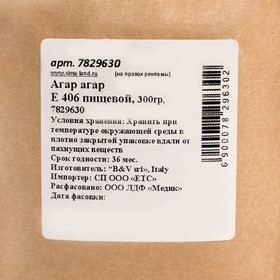 арт. 7829630
www.sima-land.ru (на правах рекламы)
Агар агар
Е 406 пищевой, 300гр,
7829630
Условия хранения: Хранить при
температуре окружающей среды в
плотно закрытой упаковке вдали от
пахнущих веществ
Срок годности: 36 мес.
Изготовитель: "B&V srl», Italy
Импортер: СП ООО «ЕТС»
Расфасовано: ООО ЛДФ «Медик»
Дата фасовки:
6 900078 296302